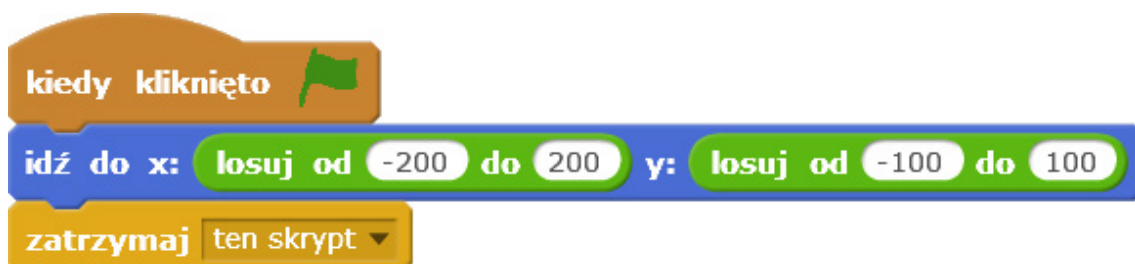 kiedy kliknięto
idź do x: losuj od -200 do 200 y: losuj od -100 do 100
zatrzymaj ten skrypt